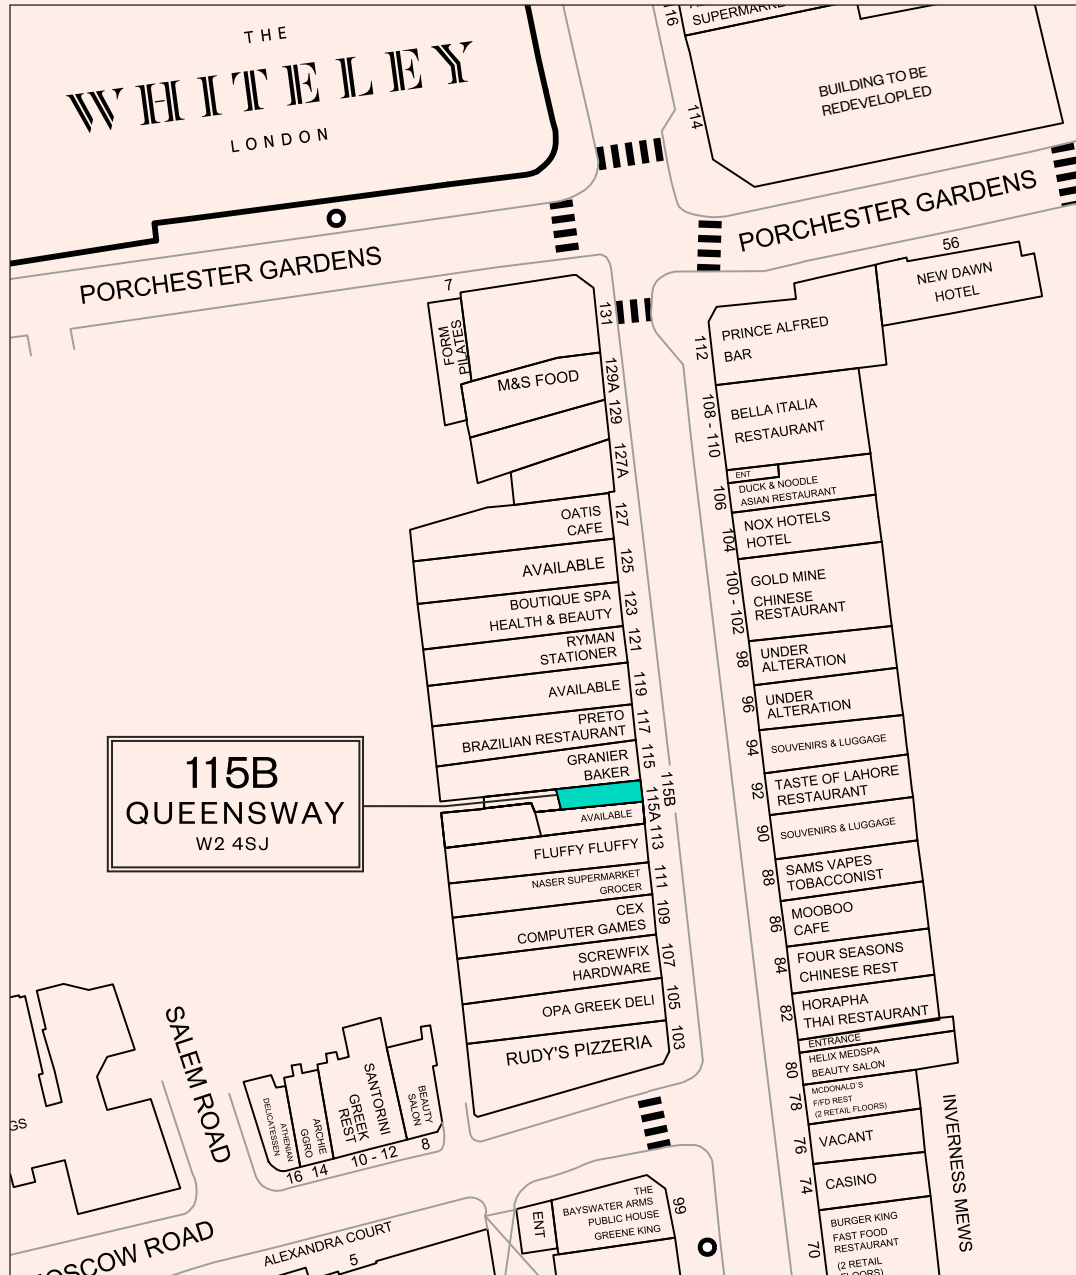 THE
WHITELEY
LONDON
116
SUPERMARKET
114
BUILDING TO BE
REDEVELOPLED
PORCHESTER GARDENS
PORCHESTER GARDENS
56
NEW DAWN
HOTEL
7
FORM
PILATES
131
M&S FOOD
129A
129
127A
127
OATIS
CAFE
125
AVAILABLE
123
BOUTIQUE SPA
HEALTH & BEAUTY
121
RYMAN
STATIONER
119
AVAILABLE
117
PRETO
BRAZILIAN RESTAURANT
115
GRANIER
BAKER
115B
115A
AVAILABLE
113
FLUFFY FLUFFY
111
NASER SUPERMARKET
GROCER
109
CEX
COMPUTER GAMES
107
SCREWFIX
HARDWARE
105
OPA GREEK DELI
103
RUDY'S PIZZERIA
115B
QUEENSWAY
W2 4SJ
112
PRINCE ALFRED
BAR
108 - 110
BELLA ITALIA
RESTAURANT
ENT
106
DUCK & NOODLE
ASIAN RESTAURANT
104
NOX HOTELS
HOTEL
100 - 102
GOLD MINE
CHINESE
RESTAURANT
98
UNDER
ALTERATION
96
UNDER
ALTERATION
94
SOUVENIRS & LUGGAGE
92
TASTE OF LAHORE
RESTAURANT
90
SOUVENIRS & LUGGAGE
88
SAMS VAPES
TOBACCONIST
86
MOOBOO
CAFE
84
FOUR SEASONS
CHINESE REST
82
HORAPHA
THAI RESTAURANT
ENTRANCE
80
HELIX MEDSPA
BEAUTY SALON
78
MCDONALD'S
F/FD REST
(2 RETAIL FLOORS)
76
VACANT
74
CASINO
70
BURGER KING
FAST FOOD
RESTAURANT
(2 RETAIL
FLOORS)
INVERNESS MEWS
GS
SALEM ROAD
DELICATESSEN
ATHENIAN
16
GGRO
ARCHIE
14
SANTORINI
GREEK
REST
10 - 12
BEAUTY
SALON
8
MOSCOW ROAD
ALEXANDRA COURT
5
ENT
THE
BAYSWATER ARMS
PUBLIC HOUSE
GREENE KING
99